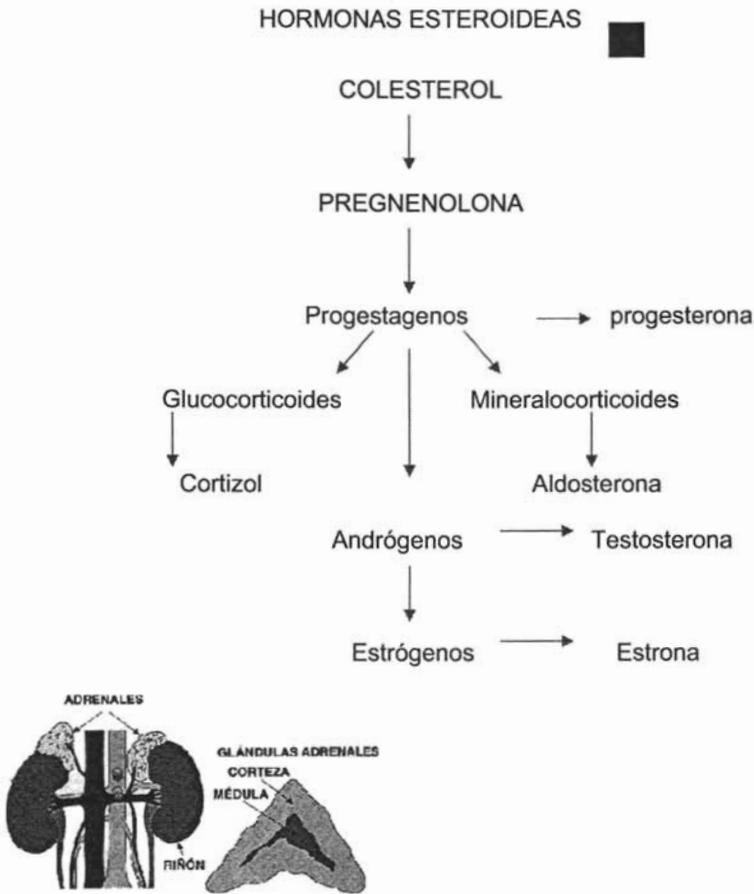 HORMONAS ESTEROIDEAS
COLESTEROL
PREGNENOLONA
Progestagenos
progesterona
Glucocorticoides
Mineralocorticoides
Cortizol
Aldosterona
Andrógenos
Testosterona
Estrógenos
Estrona
ADRENALES
RIÑÓN
GLÁNDULAS ADRENALES
CORTEZA
MÉDULA